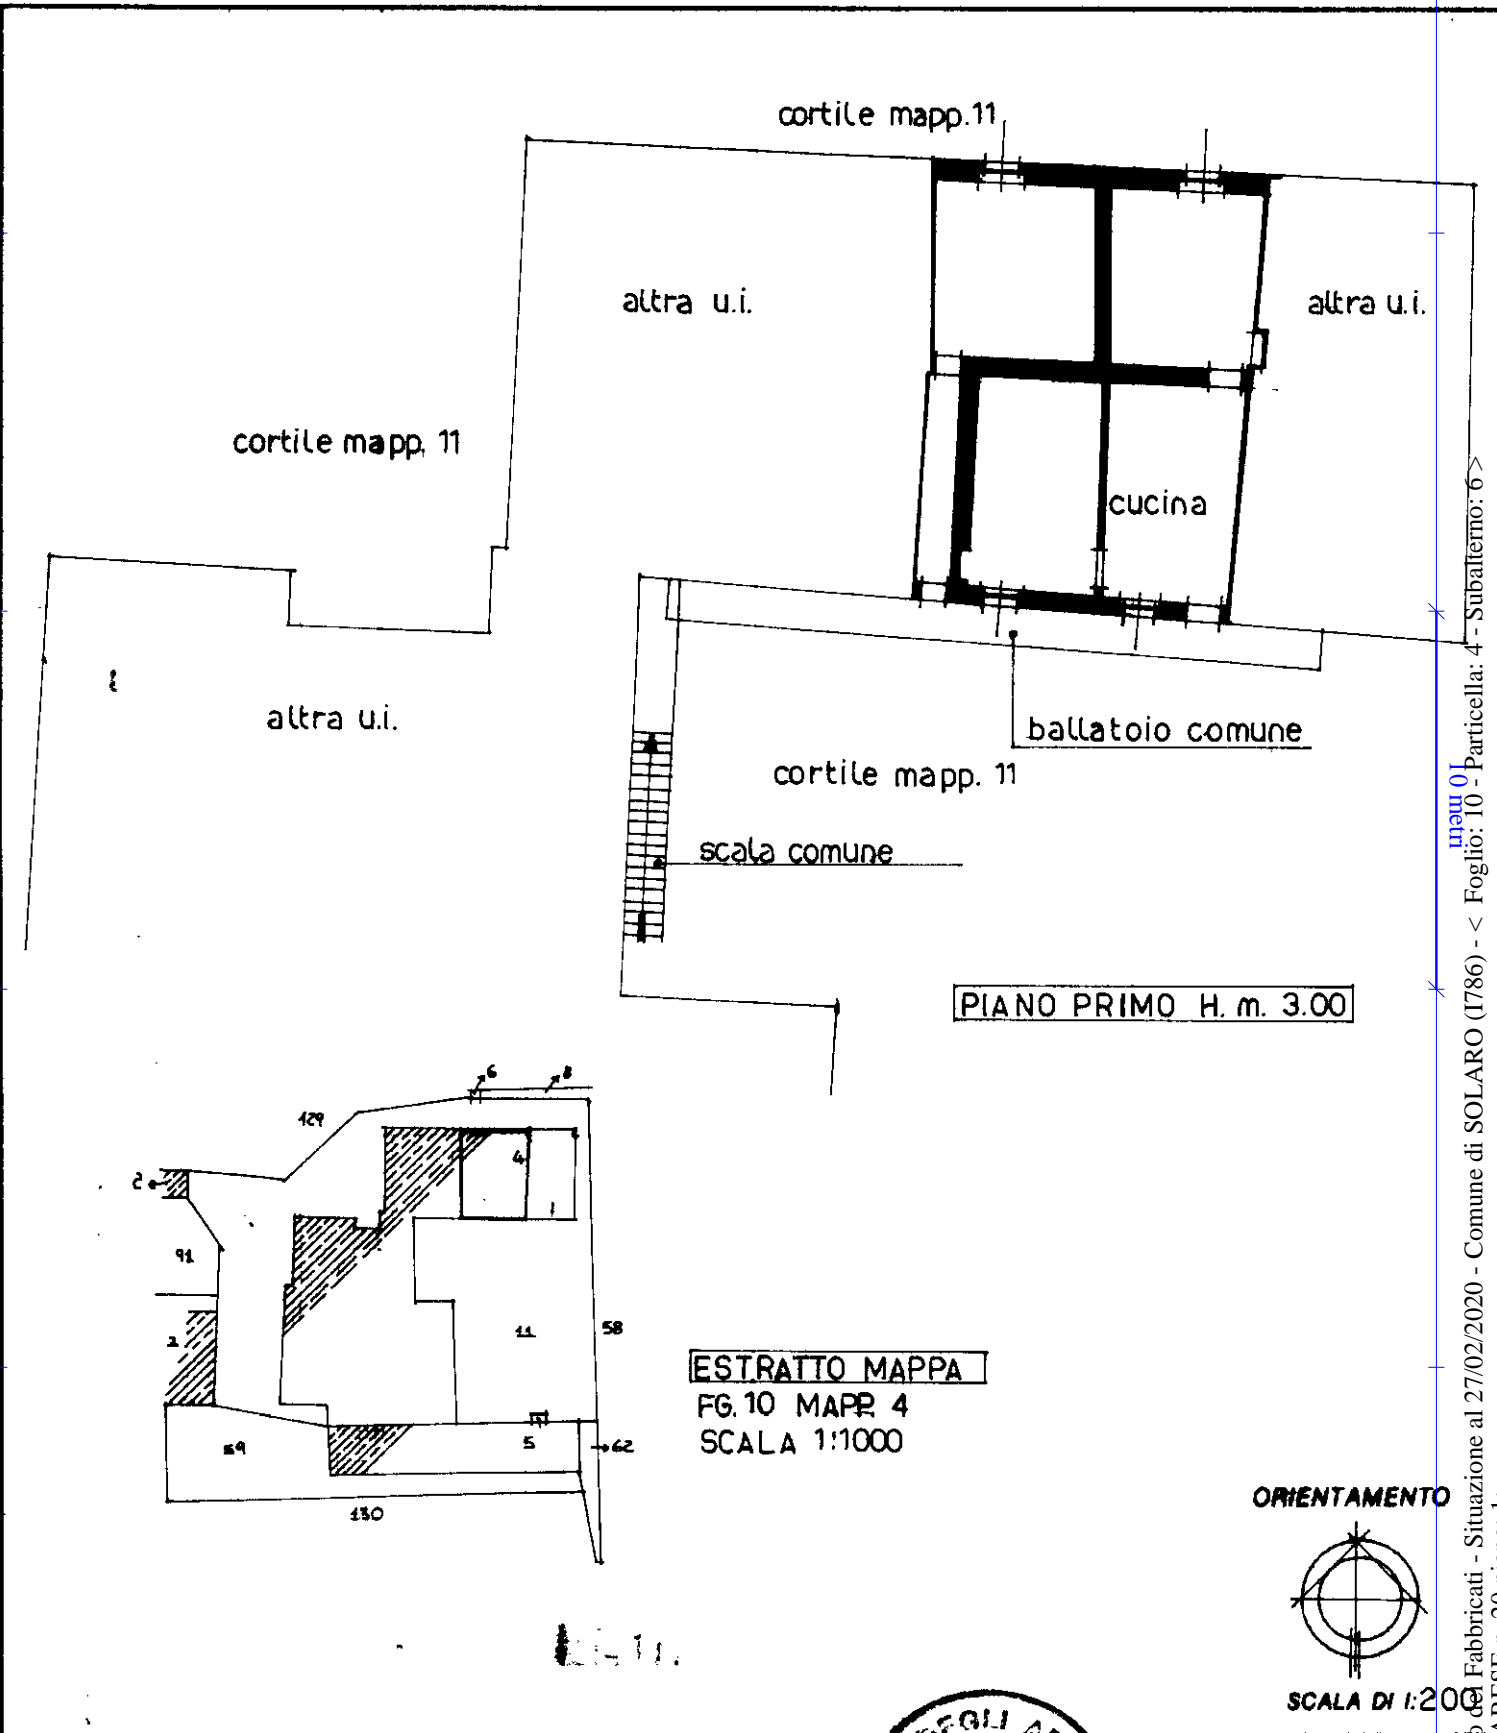 cortile mapp.11
altra u.i.
altra u.i.
cortile mapp. 11
cucina
altra u.i.
ballatoio comune
cortile mapp. 11
scala comune
PIANO PRIMO H. m. 3.00
6
8
129
4
2
91
11
58
2
59
5
62
130
ESTRATTO MAPPA
FG. 10 MAPP. 4
SCALA 1:1000
ORIENTAMENTO
SCALA DI 1:200
DEGLI
10 metri
dei Fabbricati - Situazione al 27/02/2020 - Comune di SOLARO (I786) - < Foglio: 10 - Particella: 4 - Subalterno: 6 >